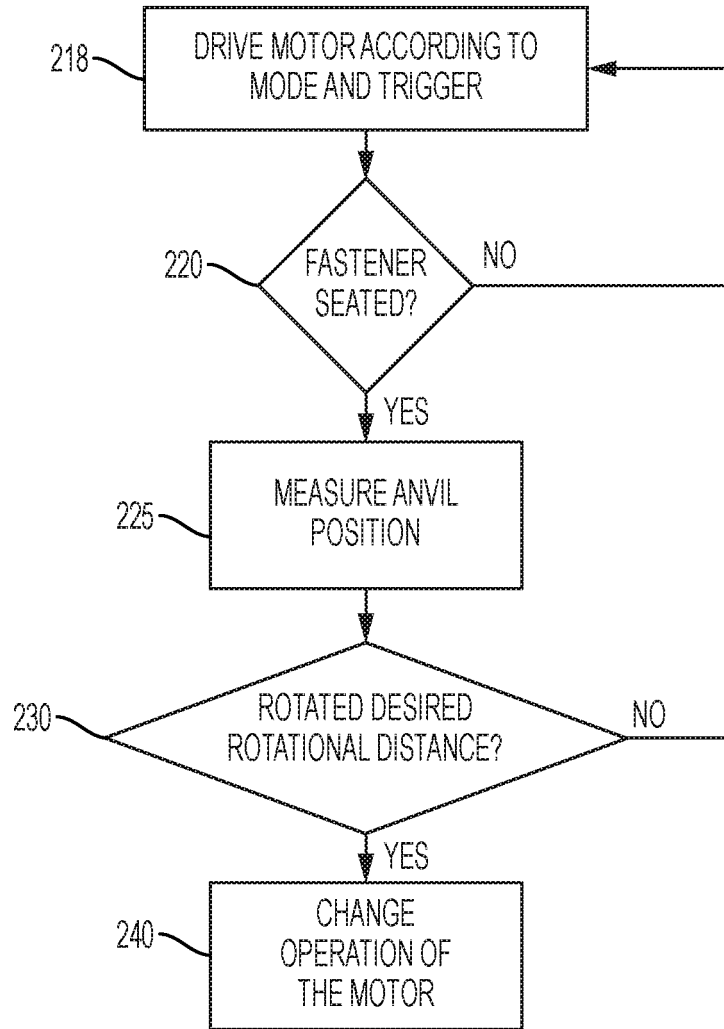 218
DRIVE MOTOR ACCORDING TO
MODE AND TRIGGER
220
FASTENER
SEATED?
NO
YES
225
MEASURE ANVIL
POSITION
230
ROTATED DESIRED
ROTATIONAL DISTANCE?
NO
YES
240
CHANGE
OPERATION OF
THE MOTOR